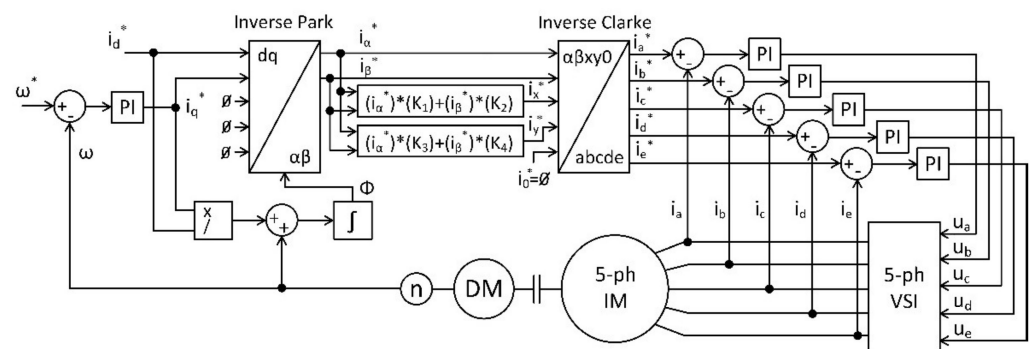 Inverse Park
Inverse Clarke
i_d*
i_α*
i_a*
PI
dq
αβxy0
i_β*
i_b*
PI
ω*
+
-
PI
i_q*
Ø
i_x*
(i_α*)*(K₁)+(i_β*)*(K₂)
i_c*
PI
Ø
i_y*
i_d*
PI
ω
Ø
(i_α*)*(K₃)+(i_β*)*(K₄)
i_e*
PI
αβ
abcde
i_0*=Ø
+
-
+
-
+
-
+
-
+
-
Φ
x
/
+
+
∫
i_a
i_b
i_c
i_d
i_e
u_a
u_b
u_c
u_d
u_e
n
DM
5-ph
IM
5-ph
VSI